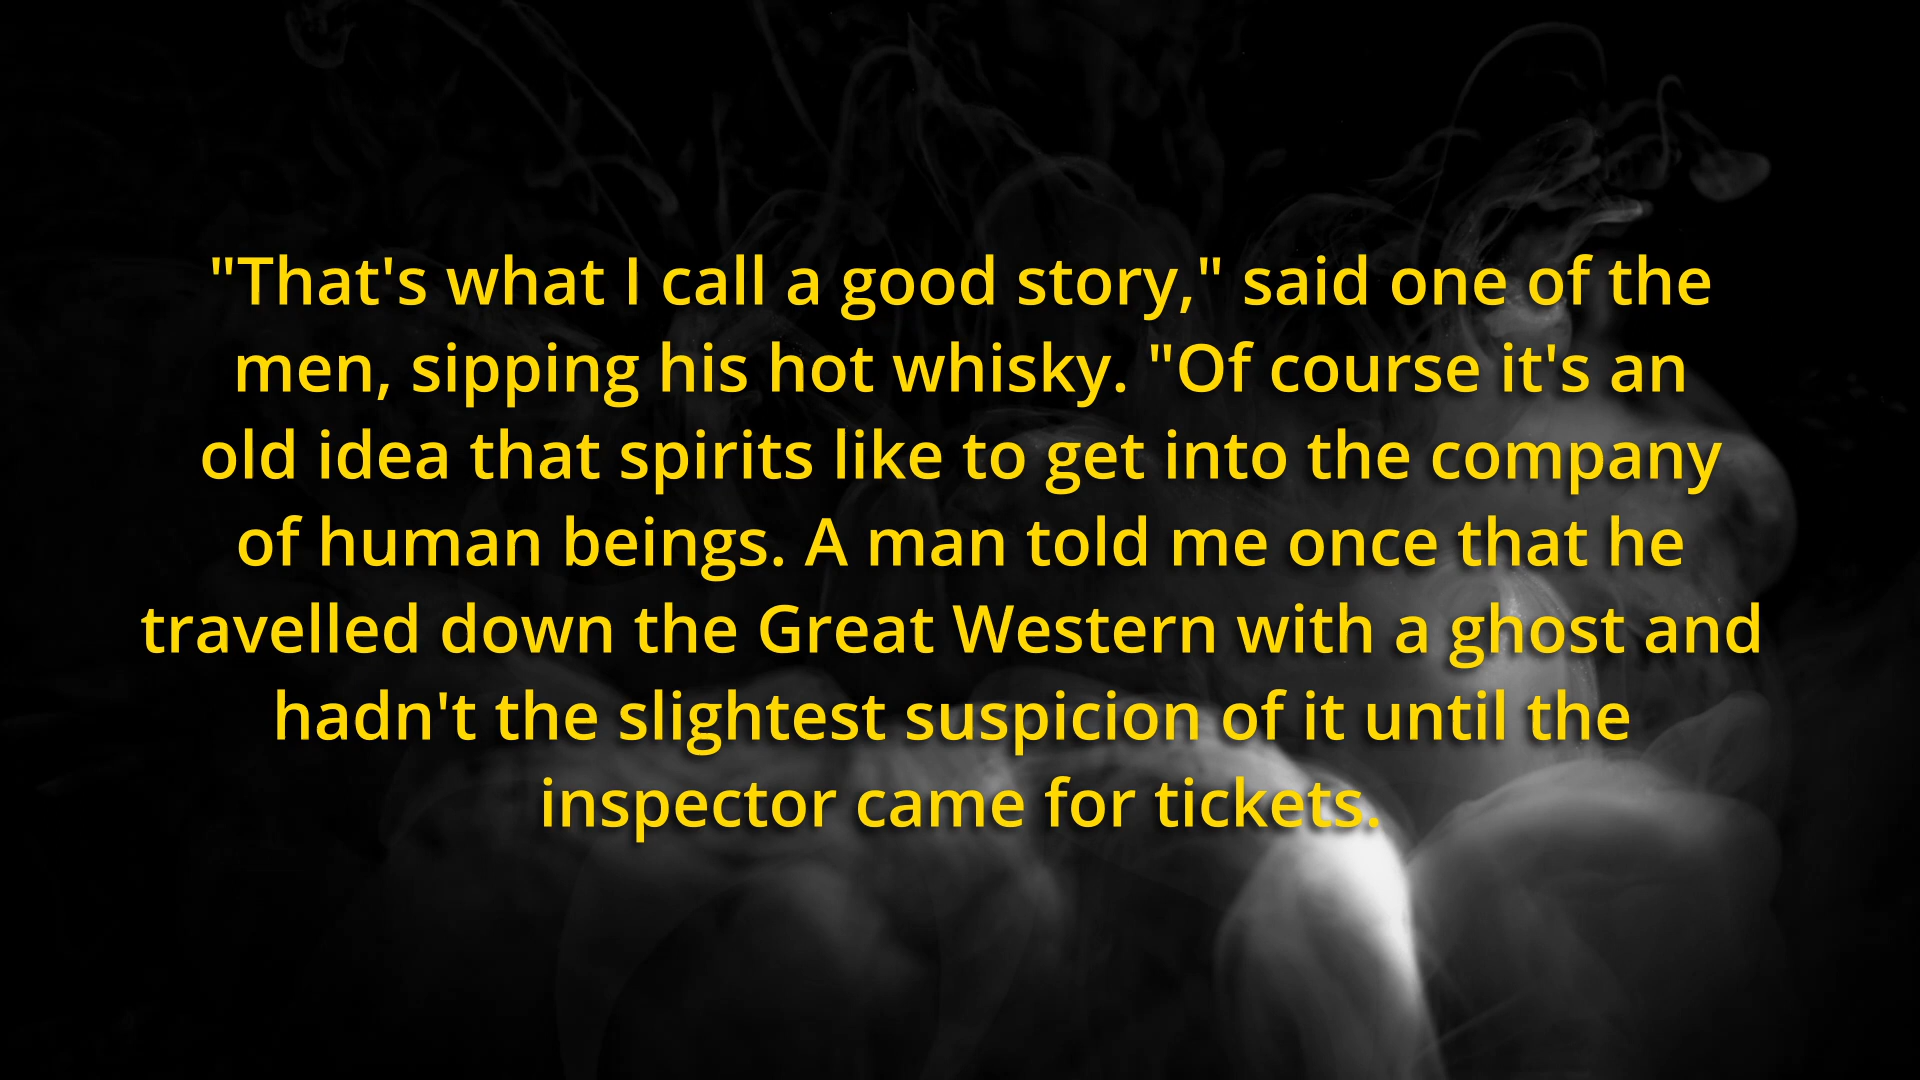 "That's what I call a good story," said one of the
men, sipping his hot whisky. "Of course it's an
old idea that spirits like to get into the company
of human beings. A man told me once that he
travelled down the Great Western with a ghost and
hadn't the slightest suspicion of it until the
inspector came for tickets.